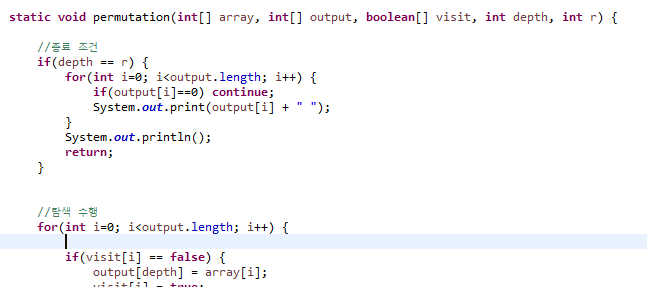 static void permutation(int[] array, int[] output, boolean[] visit, int depth, int r) {
//종료 조건
if(depth == r) {
for(int i=0; i<output.length; i++) {
if(output[i]==0) continue;
System.out.print(output[i] + " ");
}
System.out.println();
return;
}
//탐색 수행
for(int i=0; i<output.length; i++) {
if(visit[i] == false) {
output[depth] = array[i];
visit[i] = true;